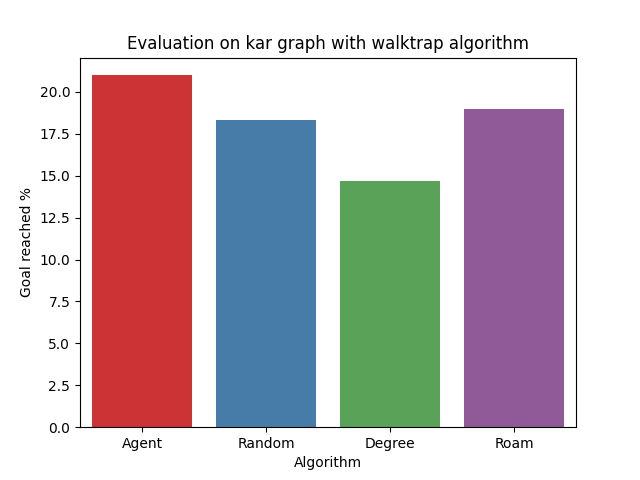 Evaluation on kar graph with walktrap algorithm
Goal reached %
20.0
17.5
15.0
12.5
10.0
7.5
5.0
2.5
0.0
Agent Random Degree Roam
Algorithm